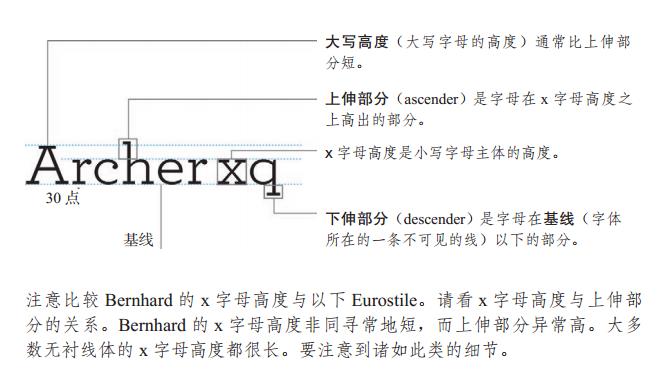 大写高度（大写字母的高度）通常比上伸部
分短。
上伸部分（ascender）是字母在 x 字母高度之
上高出的部分。
x 字母高度是小写字母主体的高度。
Archer xq
30 点
基线
下伸部分（descender）是字母在基线（字体
所在的一条不可见的线）以下的部分。
注意比较 Bernhard 的 x 字母高度与以下 Eurostile。请看 x 字母高度与上伸部
分的关系。Bernhard 的 x 字母高度非同寻常地短，而上伸部分异常高。大多
数无衬线体的 x 字母高度都很长。要注意到诸如此类的细节。